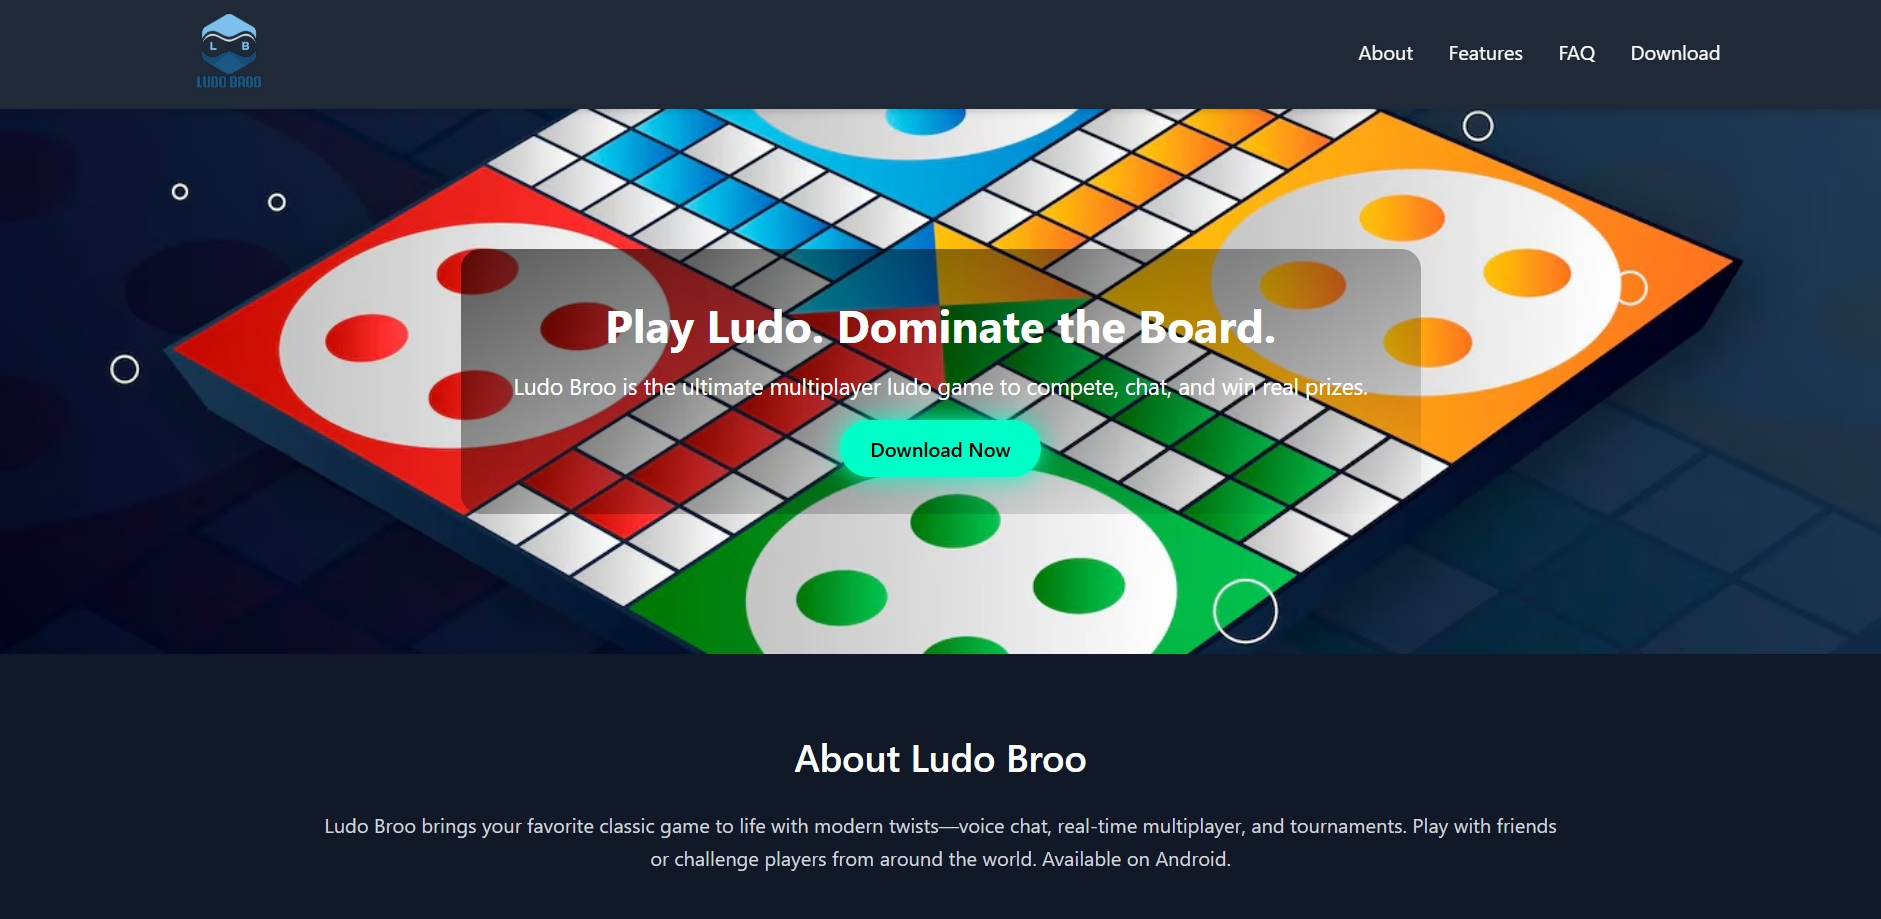 L B
LUDO BROO
About
Features
FAQ
Download
Play Ludo. Dominate the Board.
Ludo Broo is the ultimate multiplayer ludo game to compete, chat, and win real prizes.
Download Now
About Ludo Broo
Ludo Broo brings your favorite classic game to life with modern twists—voice chat, real-time multiplayer, and tournaments. Play with friends
or challenge players from around the world. Available on Android.